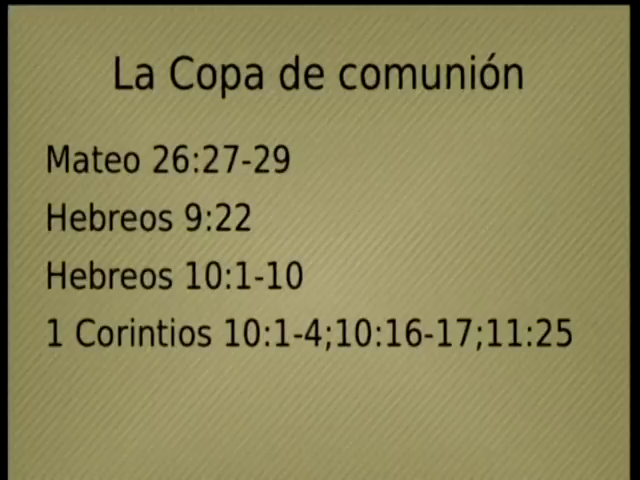 La Copa de comunión
Mateo 26:27-29
Hebreos 9:22
Hebreos 10:1-10
1 Corintios 10:1-4;10:16-17;11:25